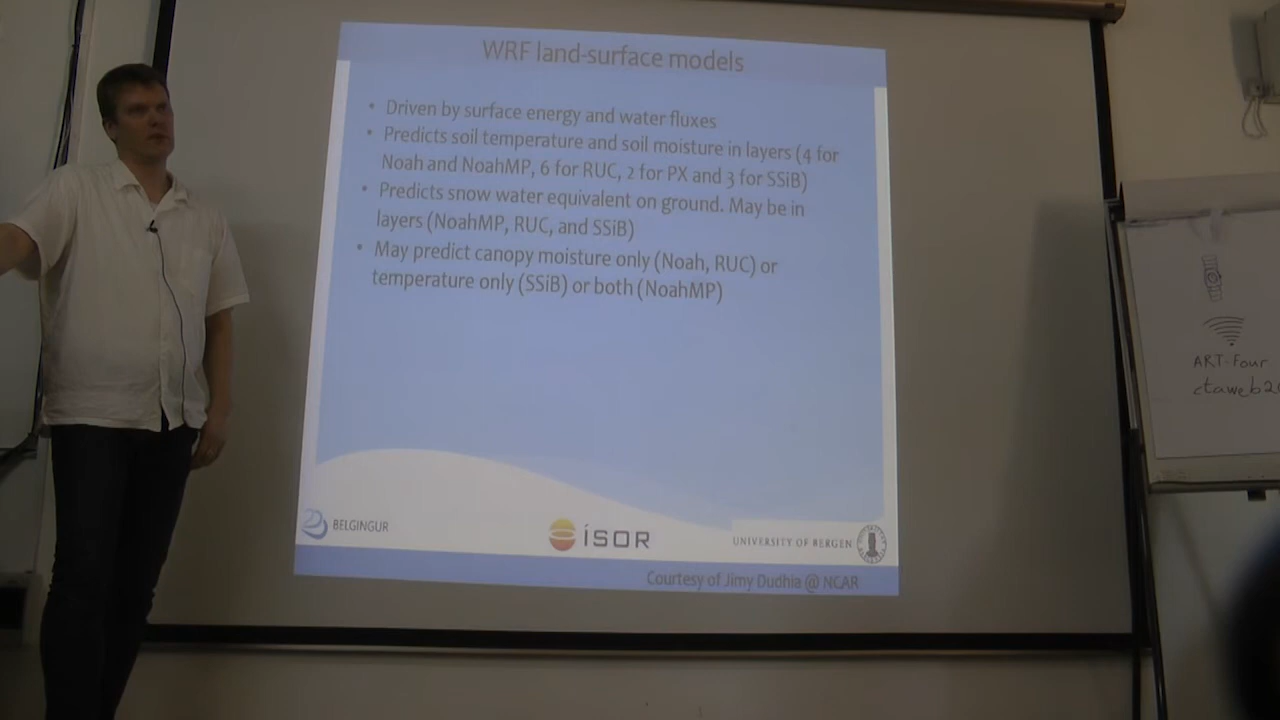 WRF land-surface models
• Driven by surface energy and water fluxes
• Predicts soil temperature and soil moisture in layers (4 for
Noah and NoahMP, 6 for RUC, 2 for PX and 3 for SSiB)
• Predicts snow water equivalent on ground. May be in
layers (NoahMP, RUC, and SSiB)
• May predict canopy moisture only (Noah, RUC) or
temperature only (SSiB) or both (NoahMP)
BELGINGUR
ÍSOR
UNIVERSITY OF BERGEN
Courtesy of Jimy Dudhia @ NCAR
ART-Four